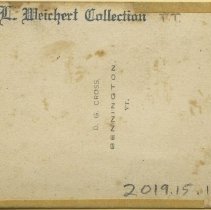 L. Weichert Collection T.T.
D. G. CROSS,
BENNINGTON,
VT.
2019.15.1